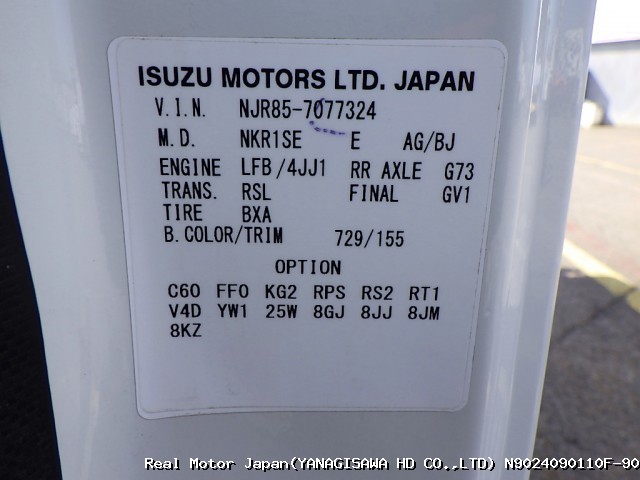 ISUZU MOTORS LTD. JAPAN
V.I.N. NJR85-7077324
M.D. NKR1SE E AG/BJ
ENGINE LFB/4JJ1 RR AXLE G73
TRANS. RSL FINAL GV1
TIRE BXA
B.COLOR/TRIM 729/155
OPTION
C60 FF0 KG2 RPS RS2 RT1
V4D YW1 25W 8GJ 8JJ 8JM
8KZ
Real Motor Japan(YANAGISAWA HD CO.,LTD) N9024090110F-90